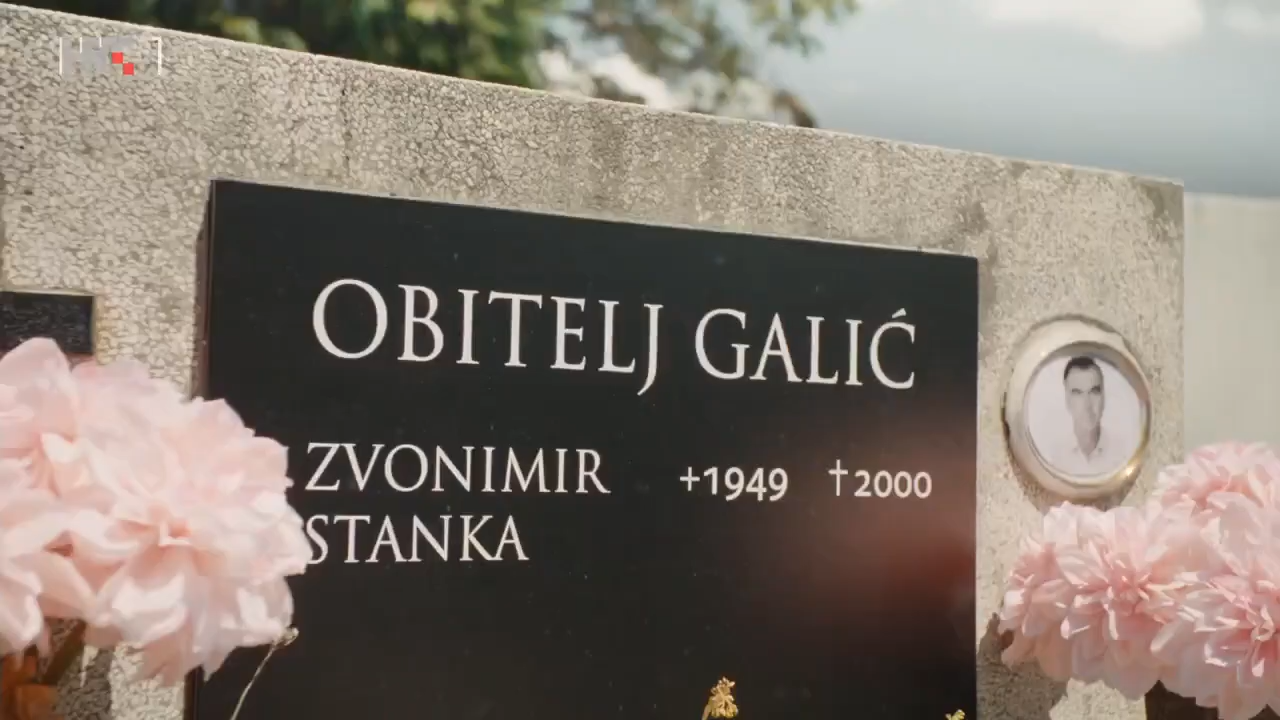 OBITELJ GALIĆ
ZVONIMIR +1949 †2000
STANKA